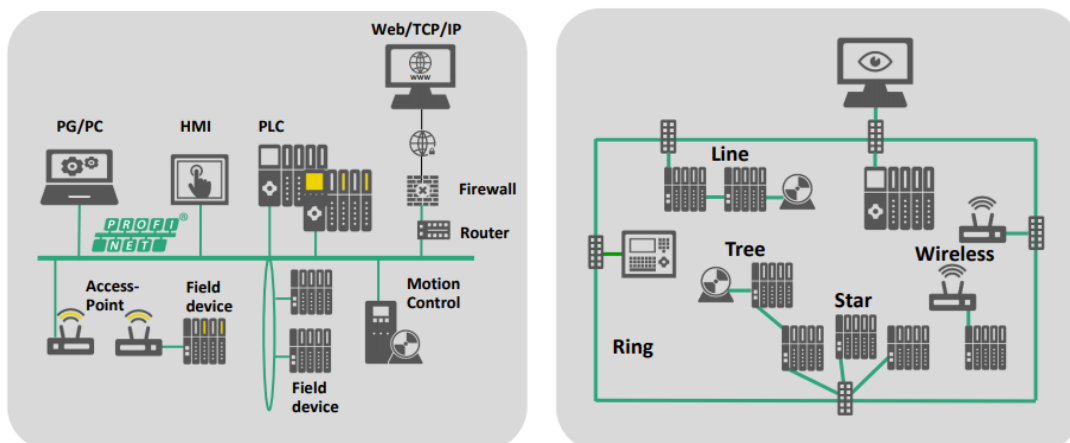 Web/TCP/IP
WWW
PG/PC
HMI
PLC
Firewall
PROFI®
NET
Router
Access-
Point
Field
device
Motion
Control
Field
device
Line
Tree
Wireless
Star
Ring